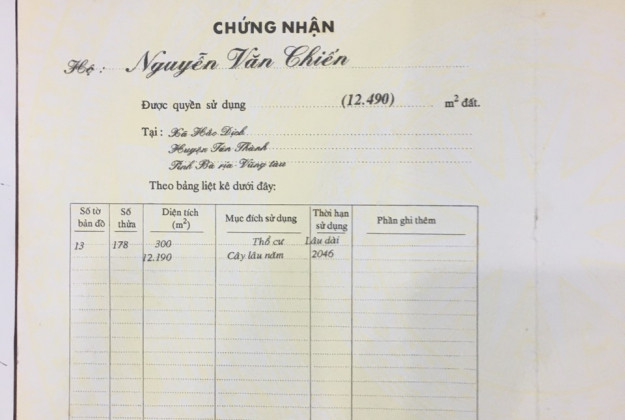 CHỨNG NHẬN
Hộ: Nguyễn Văn Chiến
Được quyền sử dụng (12.490) m² đất.
Tại: Xã Hắc Dịch
Huyện Tân Thành
Tỉnh Bà rịa Vũng tàu
Theo bảng liệt kê dưới đây:
Số tờ bản đồ Số thửa Diện tích (m²) Mục đích sử dụng Thời hạn sử dụng Phần ghi thêm
13 178 300 Thổ cư Lâu dài
12.190 Cây lâu năm 2046